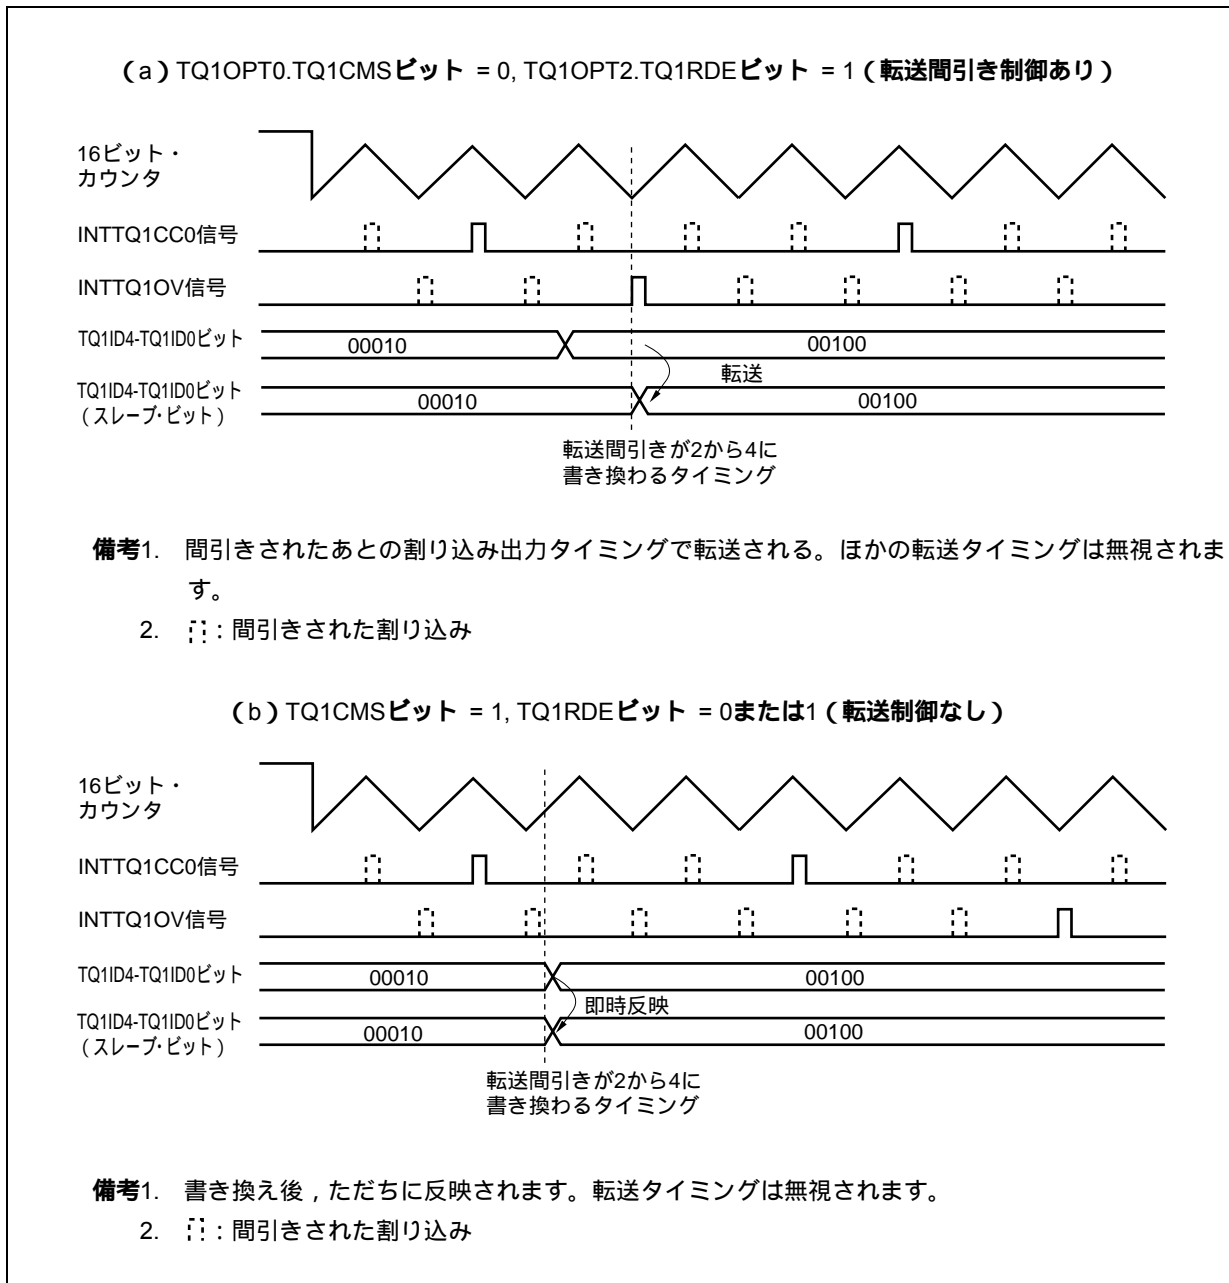 （a）TQ1OPT0.TQ1CMSビット = 0, TQ1OPT2.TQ1RDEビット = 1（転送間引き制御あり）
16ビット・
カウンタ
INTTQ1CC0信号
INTTQ1OV信号
TQ1ID4-TQ1ID0ビット
00010
00100
転送
TQ1ID4-TQ1ID0ビット
（スレーブ・ビット）
00010
00100
転送間引きが2から4に
書き換わるタイミング
備考1. 間引きされたあとの割り込み出力タイミングで転送される。ほかの転送タイミングは無視されま
す。
2. ：間引きされた割り込み
（b）TQ1CMSビット = 1, TQ1RDEビット = 0または1（転送制御なし）
16ビット・
カウンタ
INTTQ1CC0信号
INTTQ1OV信号
TQ1ID4-TQ1ID0ビット
00010
00100
即時反映
TQ1ID4-TQ1ID0ビット
（スレーブ・ビット）
00010
00100
転送間引きが2から4に
書き換わるタイミング
備考1. 書き換え後，ただちに反映されます。転送タイミングは無視されます。
2. ：間引きされた割り込み